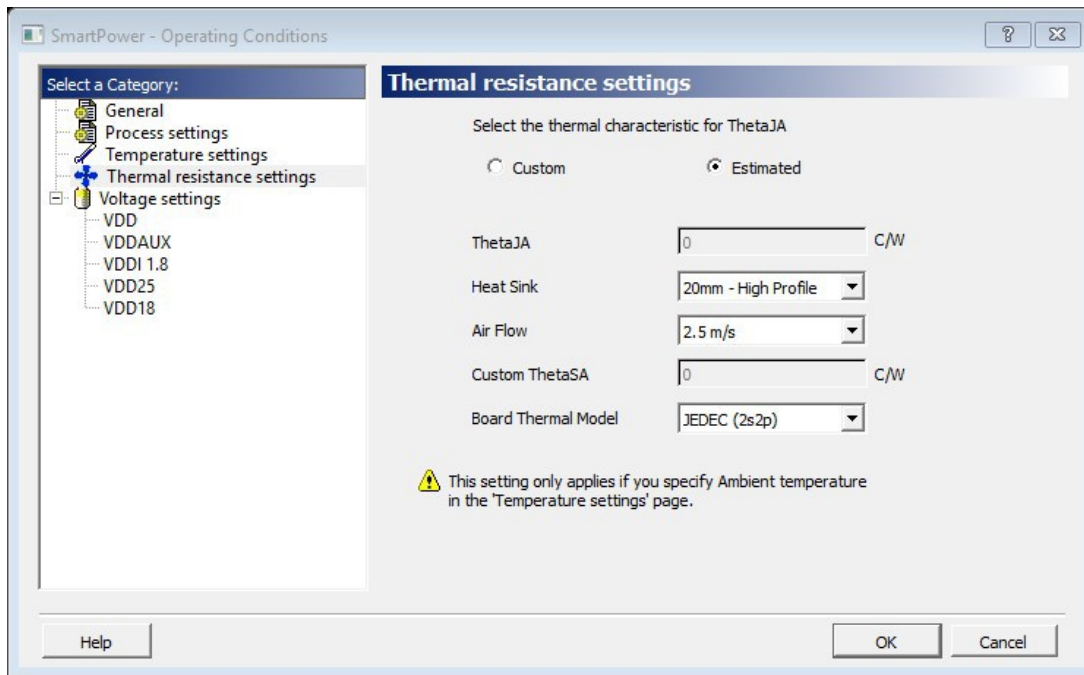 SmartPower - Operating Conditions
Select a Category:
General
Process settings
Temperature settings
Thermal resistance settings
Voltage settings
VDD
VDDAUX
VDDI 1.8
VDD25
VDD18
Thermal resistance settings
Select the thermal characteristic for ThetaJA
Custom Estimated
ThetaJA 0 C/W
Heat Sink 20mm - High Profile
Air Flow 2.5 m/s
Custom ThetaSA 0 C/W
Board Thermal Model JEDEC (2s2p)
This setting only applies if you specify Ambient temperature
in the 'Temperature settings' page.
Help OK Cancel